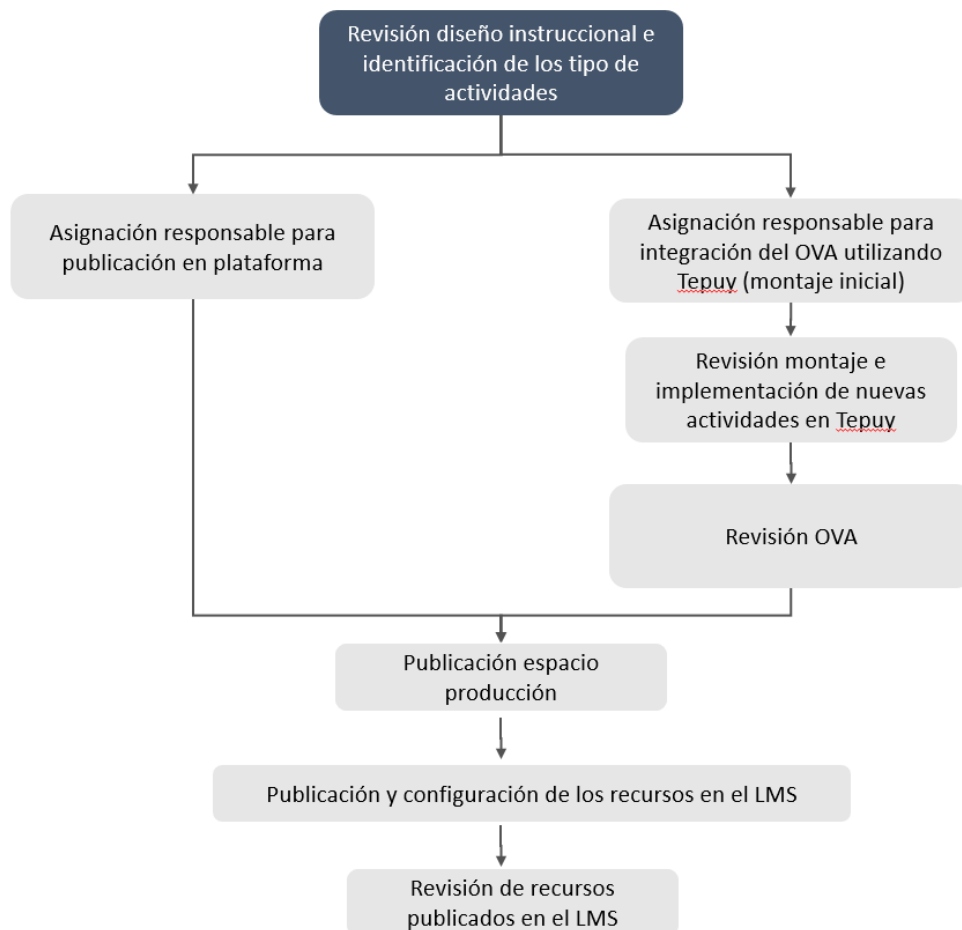 Revisión diseño instruccional e
identificación de los tipo de
actividades
Asignación responsable para
publicación en plataforma
Asignación responsable para
integración del OVA utilizando
Tepuy (montaje inicial)
Revisión montaje e
implementación de nuevas
actividades en Tepuy
Revisión OVA
Publicación espacio
producción
Publicación y configuración de los recursos en el LMS
Revisión de recursos
publicados en el LMS